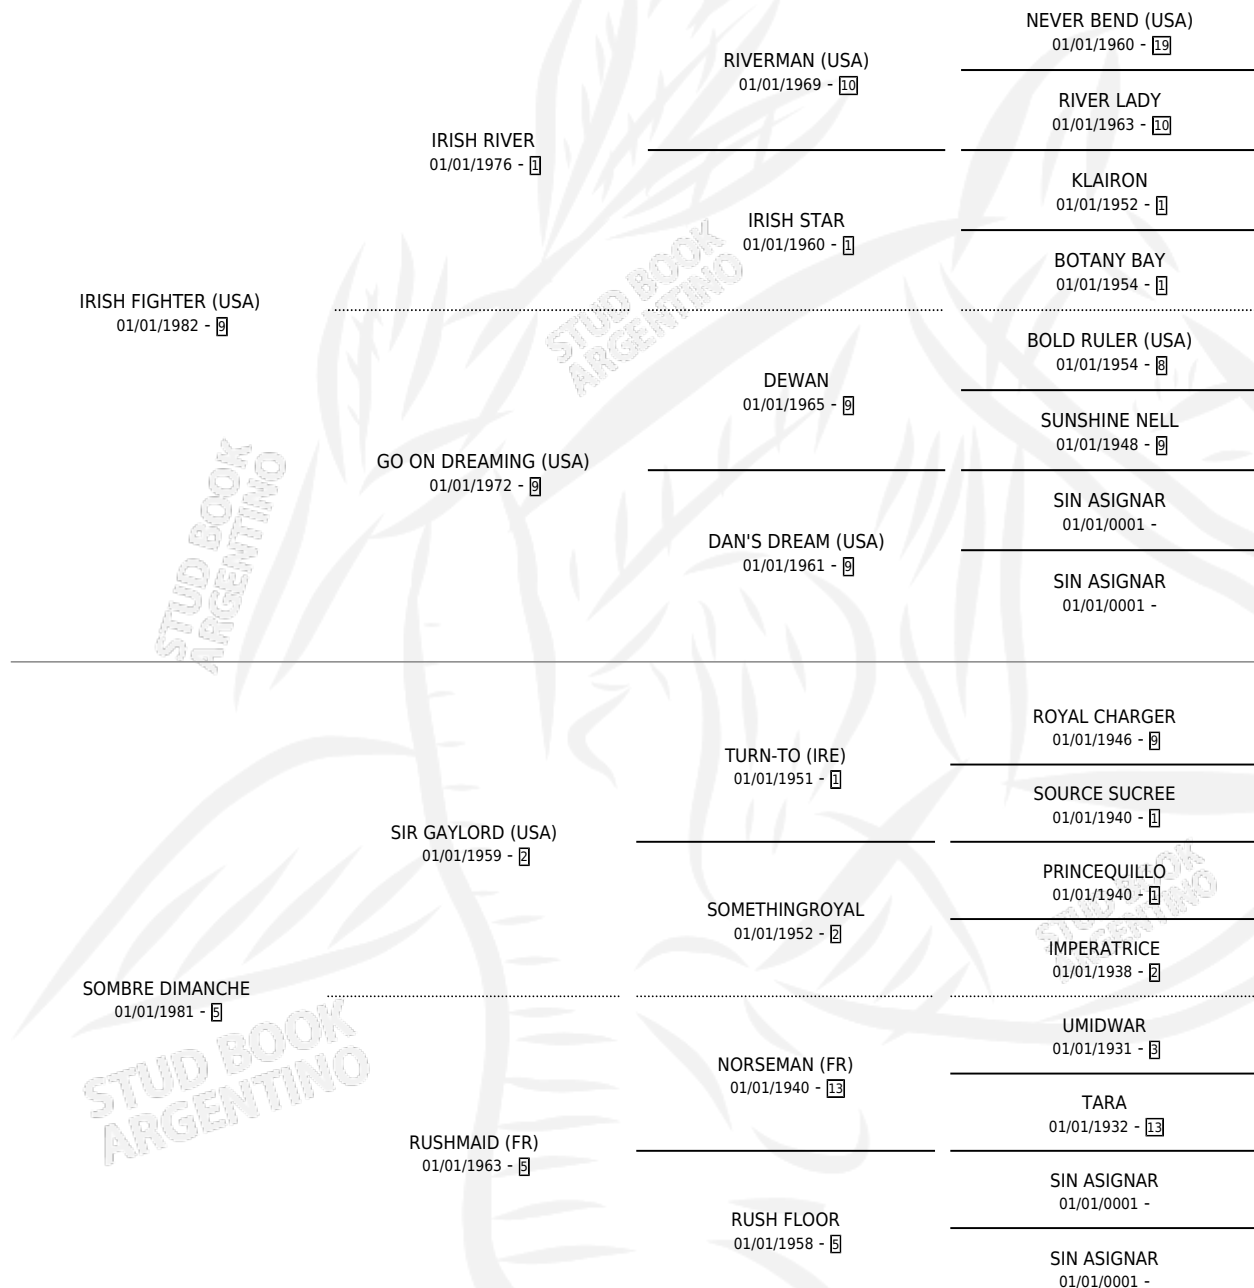 NEVER BEND (USA)
01/01/1960 - 19
RIVERMAN (USA)
01/01/1969 - 10
RIVER LADY
01/01/1963 - 10
IRISH RIVER
01/01/1976 - 1
KLAIRON
01/01/1952 - 1
IRISH STAR
01/01/1960 - 1
BOTANY BAY
01/01/1954 - 1
STUD BOOK
ARGENTINO
IRISH FIGHTER (USA)
01/01/1982 - 9
BOLD RULER (USA)
01/01/1954 - 8
DEWAN
01/01/1965 - 9
SUNSHINE NELL
01/01/1948 - 9
GO ON DREAMING (USA)
01/01/1972 - 9
SIN ASIGNAR
01/01/0001 -
DAN'S DREAM (USA)
01/01/1961 - 9
SIN ASIGNAR
01/01/0001 -
STUD BOOK
ARGENTINO
ROYAL CHARGER
01/01/1946 - 9
TURN-TO (IRE)
01/01/1951 - 1
SOURCE SUCREE
01/01/1940 - 1
SIR GAYLORD (USA)
01/01/1959 - 2
PRINCEQUILLO
01/01/1940 - 1
SOMETHINGROYAL
01/01/1952 - 2
IMPERATRICE
01/01/1938 - 2
STUD BOOK
ARGENTINO
SOMBRE DIMANCHE
01/01/1981 - 5
UMIDWAR
01/01/1931 - 3
NORSEMAN (FR)
01/01/1940 - 13
TARA
01/01/1932 - 13
STUD BOOK
ARGENTINO
RUSHMAID (FR)
01/01/1963 - 5
SIN ASIGNAR
01/01/0001 -
RUSH FLOOR
01/01/1958 - 5
SIN ASIGNAR
01/01/0001 -